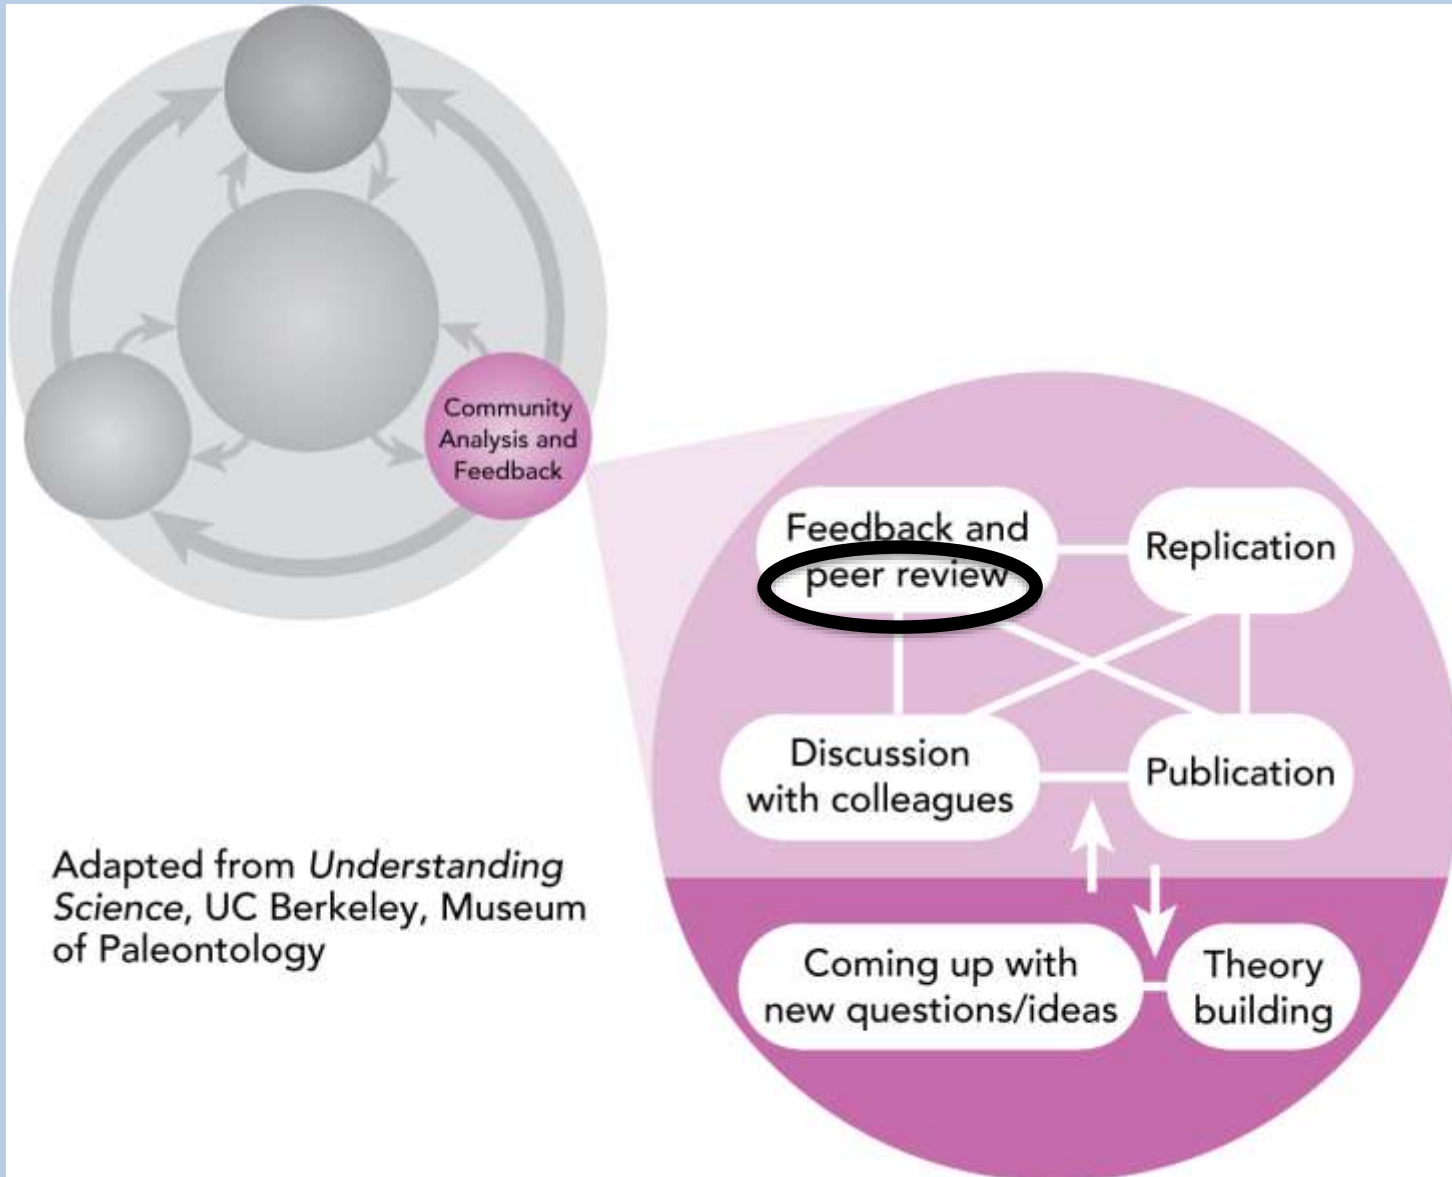 Community
Analysis and
Feedback
Feedback and
peer review
Replication
Discussion
with colleagues
Publication
Coming up with
new questions/ideas
Theory
building
Adapted from Understanding
Science, UC Berkeley, Museum
of Paleontology